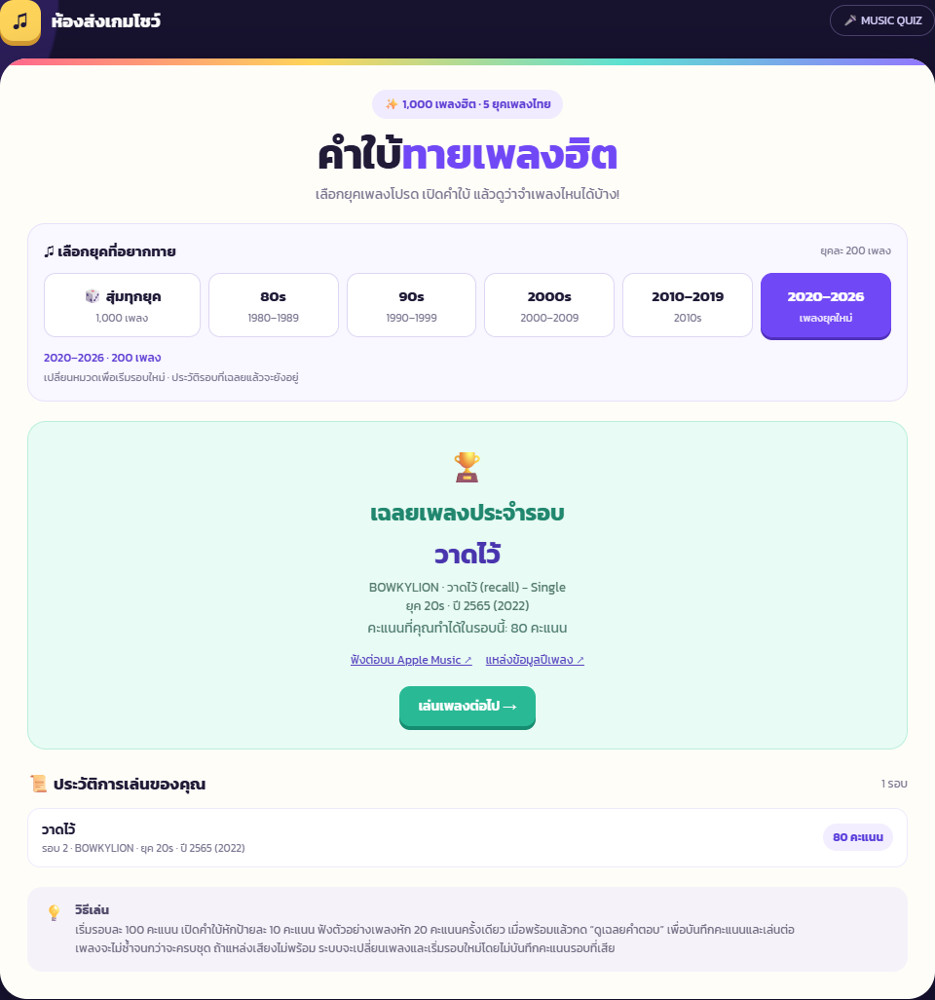 ห้องส่งเกมโชว์
MUSIC QUIZ
1,000 เพลงฮิต · 5 ยุคเพลงไทย
คำใบ้ทายเพลงฮิต
เลือกยุคเพลงโปรด เปิดคำใบ้ แล้วดูว่าจำเพลงไหนได้บ้าง!
เลือกยุคที่อยากทาย
ยุคละ 200 เพลง
สุ่มทุกยุค
1,000 เพลง
80s
1980–1989
90s
1990–1999
2000s
2000–2009
2010–2019
2010s
2020–2026
เพลงยุคใหม่
2020–2026 · 200 เพลง
เปลี่ยนหมวดเพื่อเริ่มรอบใหม่ · ประวัติรอบที่เฉลยแล้วจะยังอยู่
เฉลยเพลงประจำรอบ
วาดไว้
BOWKYLION · วาดไว้ (recall) - Single
ยุค 20s · ปี 2565 (2022)
คะแนนที่คุณทำได้ในรอบนี้: 80 คะแนน
ฟังต่อบน Apple Music ↗ แหล่งข้อมูลปีเพลง ↗
เล่นเพลงต่อไป →
ประวัติการเล่นของคุณ
1 รอบ
วาดไว้
รอบ 2 · BOWKYLION · ยุค 20s · ปี 2565 (2022)
80 คะแนน
วิธีเล่น
เริ่มรอบละ 100 คะแนน เปิดคำใบ้หักป้ายละ 10 คะแนน ฟังตัวอย่างเพลงหัก 20 คะแนนครั้งเดียว เมื่อพร้อมแล้วกด “ดูเฉลยคำตอบ” เพื่อบันทึกคะแนนและเล่นต่อ
เพลงจะไม่ซ้ำจนกว่าจะครบชุด ถ้าแหล่งเสียงไม่พร้อม ระบบจะเปลี่ยนเพลงและเริ่มรอบใหม่โดยไม่บันทึกคะแนนรอบที่เสีย